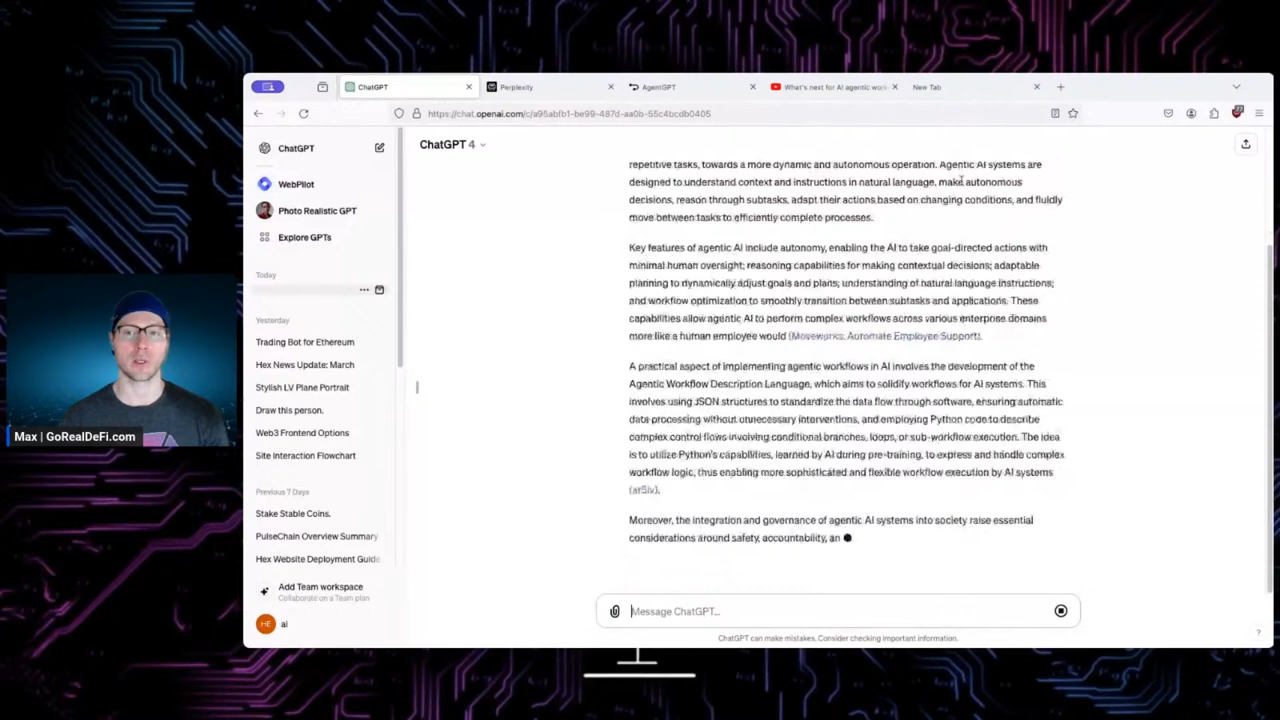 ChatGPT
Perplexity
AgentGPT
What's next for AI agentic work
New Tab
https://chat.openai.com/c/a95abfb1-be99-487d-aa0b-55c4bcdb0405
ChatGPT
WebPilot
Photo Realistic GPT
Explore GPTs
Today
Yesterday
Trading Bot for Ethereum
Hex News Update: March
Stylish LV Plane Portrait
Draw this person.
Web3 Frontend Options
Site Interaction Flowchart
Previous 7 Days
Stake Stable Coins.
PulseChain Overview Summary
Hex Website Deployment Guide
Add Team workspace
Collaborate on a Team plan
HE
ai
ChatGPT 4
repetitive tasks, towards a more dynamic and autonomous operation. Agentic AI systems are
designed to understand context and instructions in natural language, make autonomous
decisions, reason through subtasks, adapt their actions based on changing conditions, and fluidly
move between tasks to efficiently complete processes.
Key features of agentic AI include autonomy, enabling the AI to take goal-directed actions with
minimal human oversight; reasoning capabilities for making contextual decisions; adaptable
planning to dynamically adjust goals and plans; understanding of natural language instructions;
and workflow optimization to smoothly transition between subtasks and applications. These
capabilities allow agentic AI to perform complex workflows across various enterprise domains
more like a human employee would (Moveworks. Automate Employee Support).
A practical aspect of implementing agentic workflows in AI involves the development of the
Agentic Workflow Description Language, which aims to solidify workflows for AI systems. This
involves using JSON structures to standardize the data flow through software, ensuring automatic
data processing without unnecessary interventions, and employing Python code to describe
complex control flows involving conditional branches, loops, or sub-workflow execution. The idea
is to utilize Python's capabilities, learned by AI during pre-training, to express and handle complex
workflow logic, thus enabling more sophisticated and flexible workflow execution by AI systems
(ar5iv).
Moreover, the integration and governance of agentic AI systems into society raise essential
considerations around safety, accountability, an
Message ChatGPT...
ChatGPT can make mistakes. Consider checking important information.
?
Max | GoRealDeFi.com